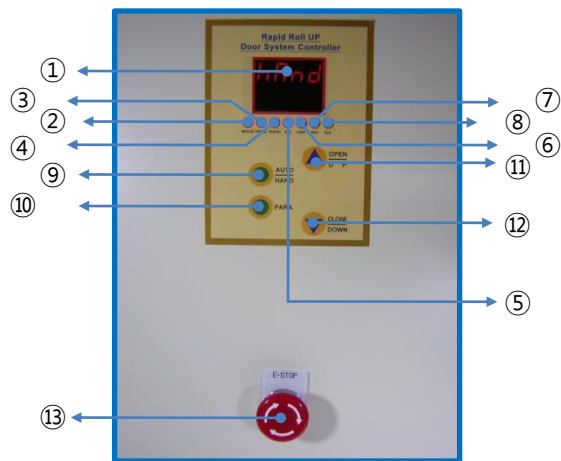 Rapid Roll UP
Door System Controller
①
HAnd
③
⑦
②
MOTOR
⑧
④
⑥
⑨
AUTO
HAND
OPEN
⑪
⑩
PARA
CLOSE
DOWN
⑫
⑤
E-STOP
⑬